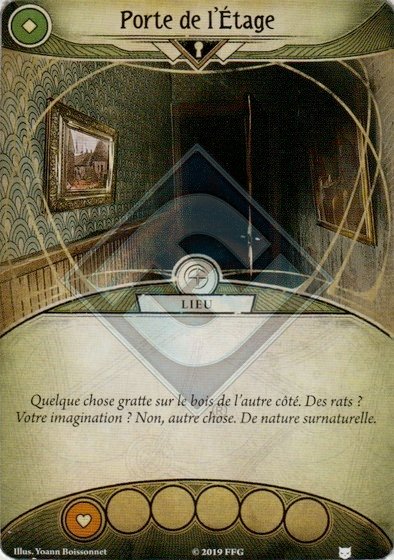 Porte de l'Étage
LIEU
Quelque chose gratte sur le bois de l'autre côté. Des rats ?
Votre imagination ? Non, autre chose. De nature surnaturelle.
Illus. Yoann Boissonnet
© 2019 FFG